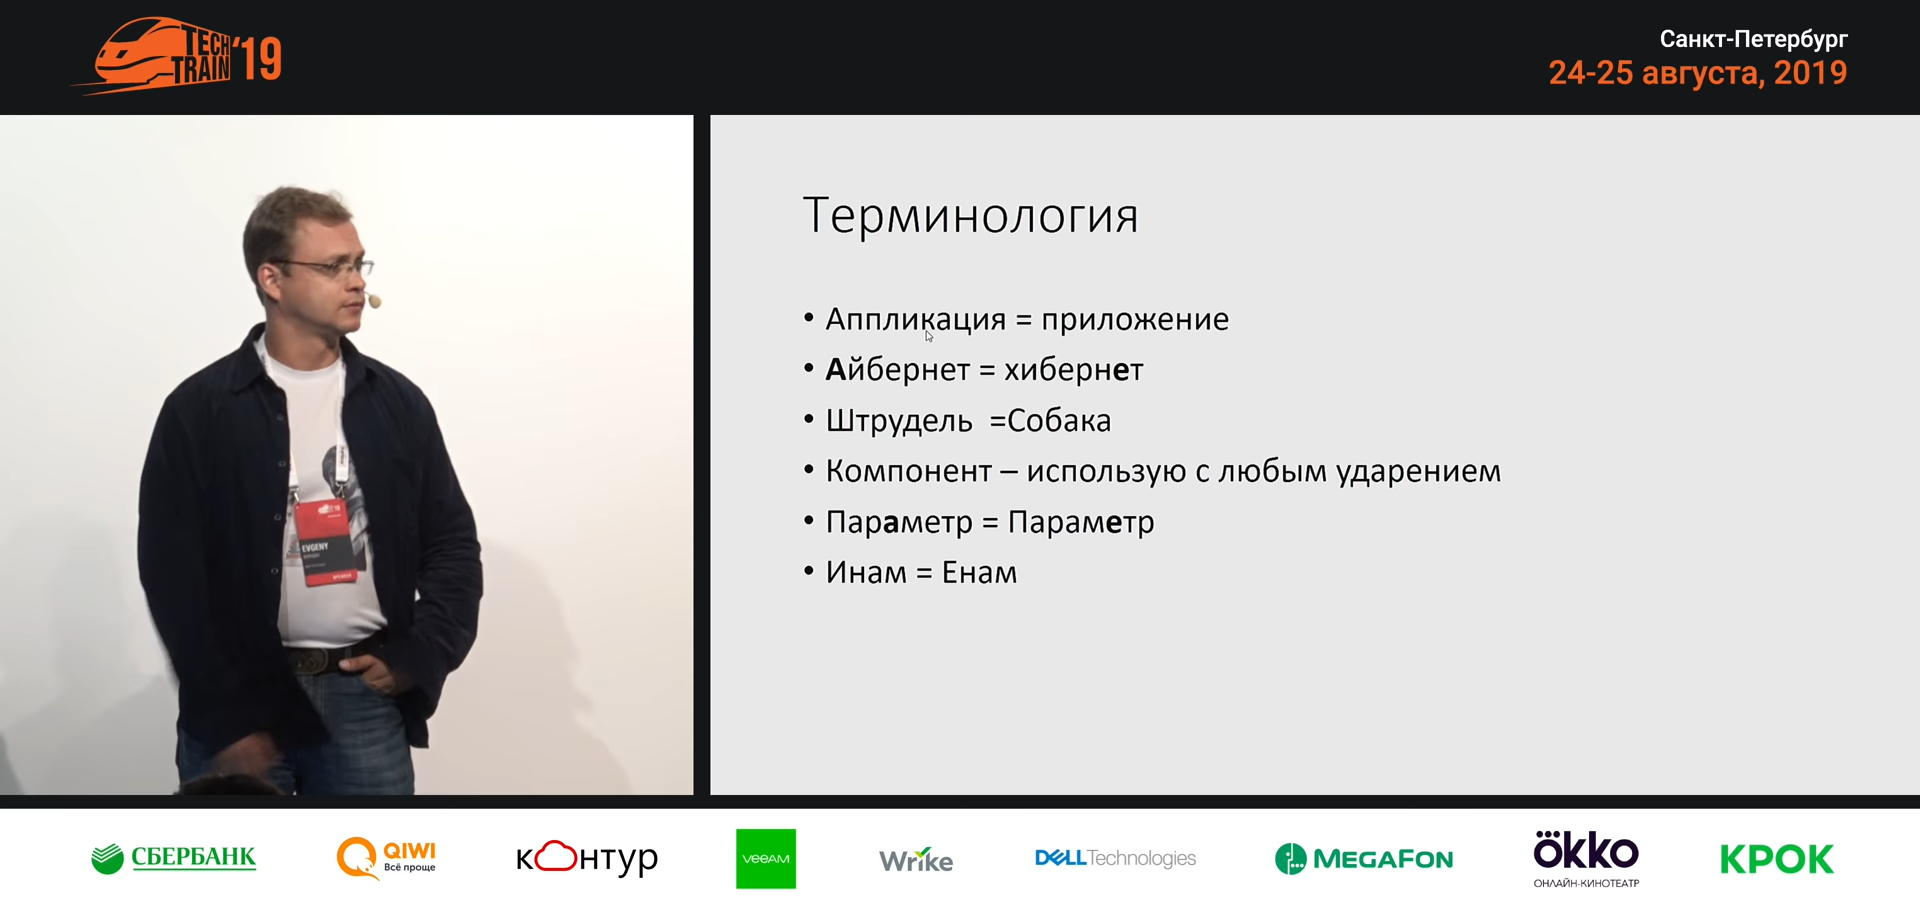 TECH TRAIN '19
Санкт-Петербург
24-25 августа, 2019
Терминология
• Аппликация = приложение
• Айбернет = хибернет
• Штрудель =Собака
• Компонент – использую с любым ударением
• Параметр = Параметр
• Инам = Енам
EVGENY
СБЕРБАНК
QIWI
Всё проще
кОнтур
veeAM
Wrike
DELL Technologies
MEGAFON
ökko
ОНЛАЙН-КИНОТЕАТР
КРОК